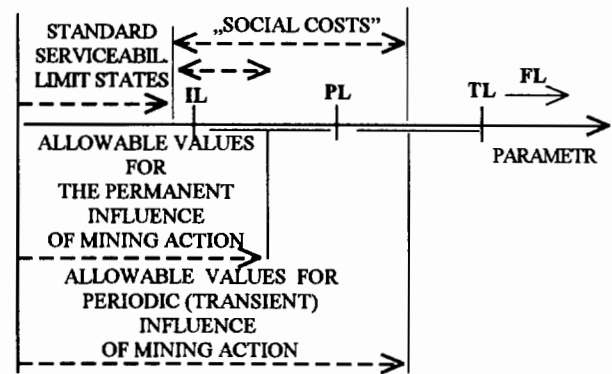 STANDARD
SERVICEABIL.
LIMIT STATES
„SOCIAL COSTS”
IL
PL
TL
FL
PARAMETR
ALLOWABLE VALUES
FOR
THE PERMANENT
INFLUENCE
OF MINING ACTION
ALLOWABLE VALUES FOR
PERIODIC (TRANSIENT)
INFLUENCE
OF MINING ACTION